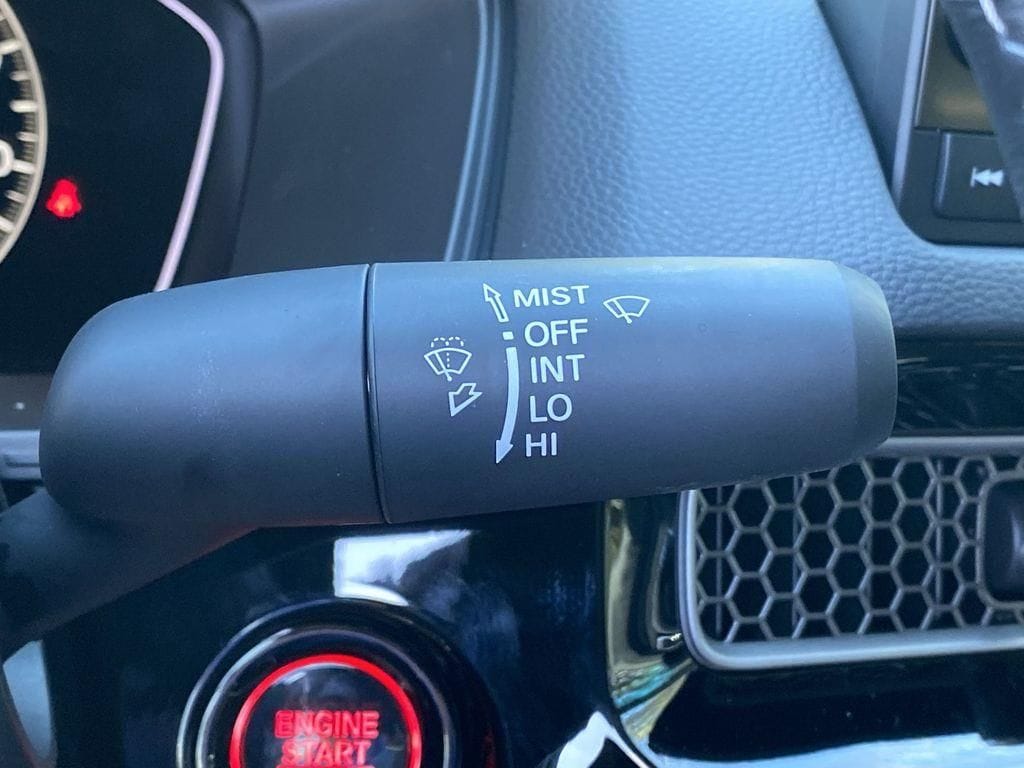 MIST
OFF
INT
LO
HI
ENGINE
START